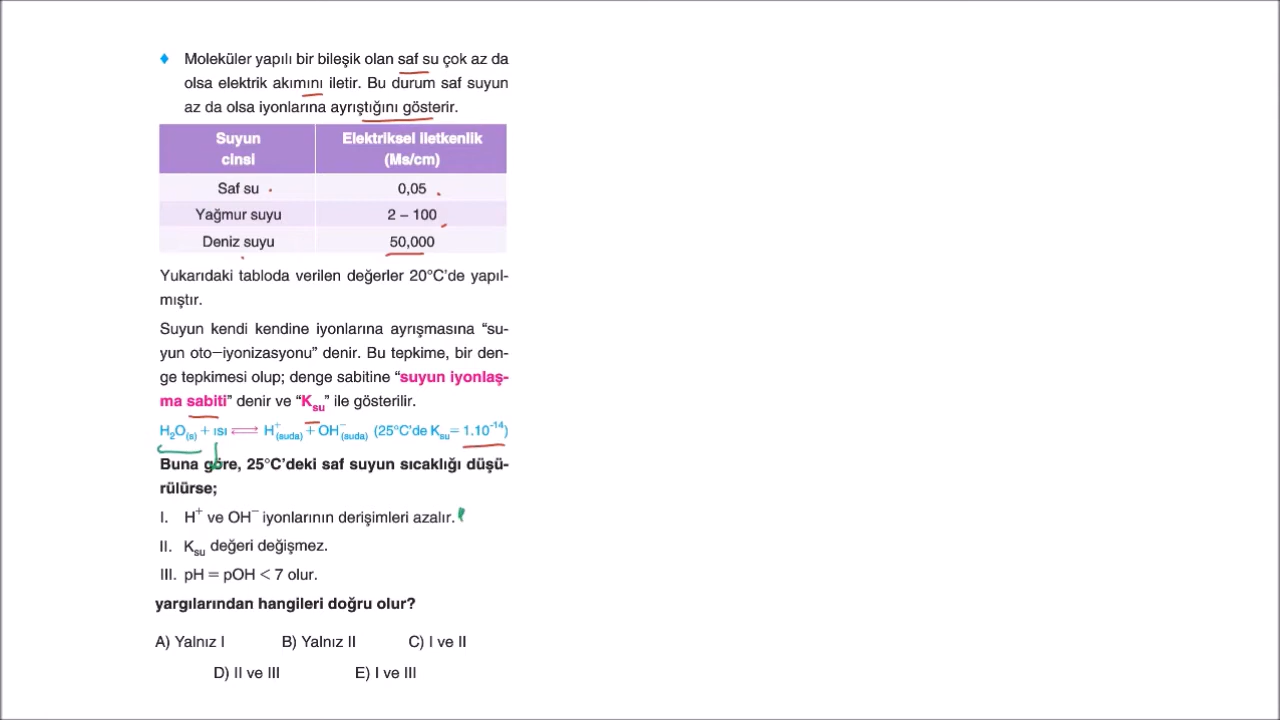 ♦ Moleküler yapılı bir bileşik olan saf su çok az da
olsa elektrik akımını iletir. Bu durum saf suyun
az da olsa iyonlarına ayrıştığını gösterir.
Suyun cinsi | Elektriksel iletkenlik (Ms/cm)
Saf su | 0,05
Yağmur suyu | 2 – 100
Deniz suyu | 50,000
Yukarıdaki tabloda verilen değerler 20°C'de yapıl-
mıştır.
Suyun kendi kendine iyonlarına ayrışmasına “su-
yun oto–iyonizasyonu” denir. Bu tepkime, bir den-
ge tepkimesi olup; denge sabitine “suyun iyonlaş-
ma sabiti” denir ve “Ksu” ile gösterilir.
H₂O(s) + ısı ⇌ H⁺(suda) + OH⁻(suda) (25°C'de Ksu = 1.10⁻¹⁴)
Buna göre, 25°C'deki saf suyun sıcaklığı düşü-
rülürse;
I. H⁺ ve OH⁻ iyonlarının derişimleri azalır.
II. Ksu değeri değişmez.
III. pH = pOH < 7 olur.
yargılarından hangileri doğru olur?
A) Yalnız I B) Yalnız II C) I ve II
D) II ve III E) I ve III